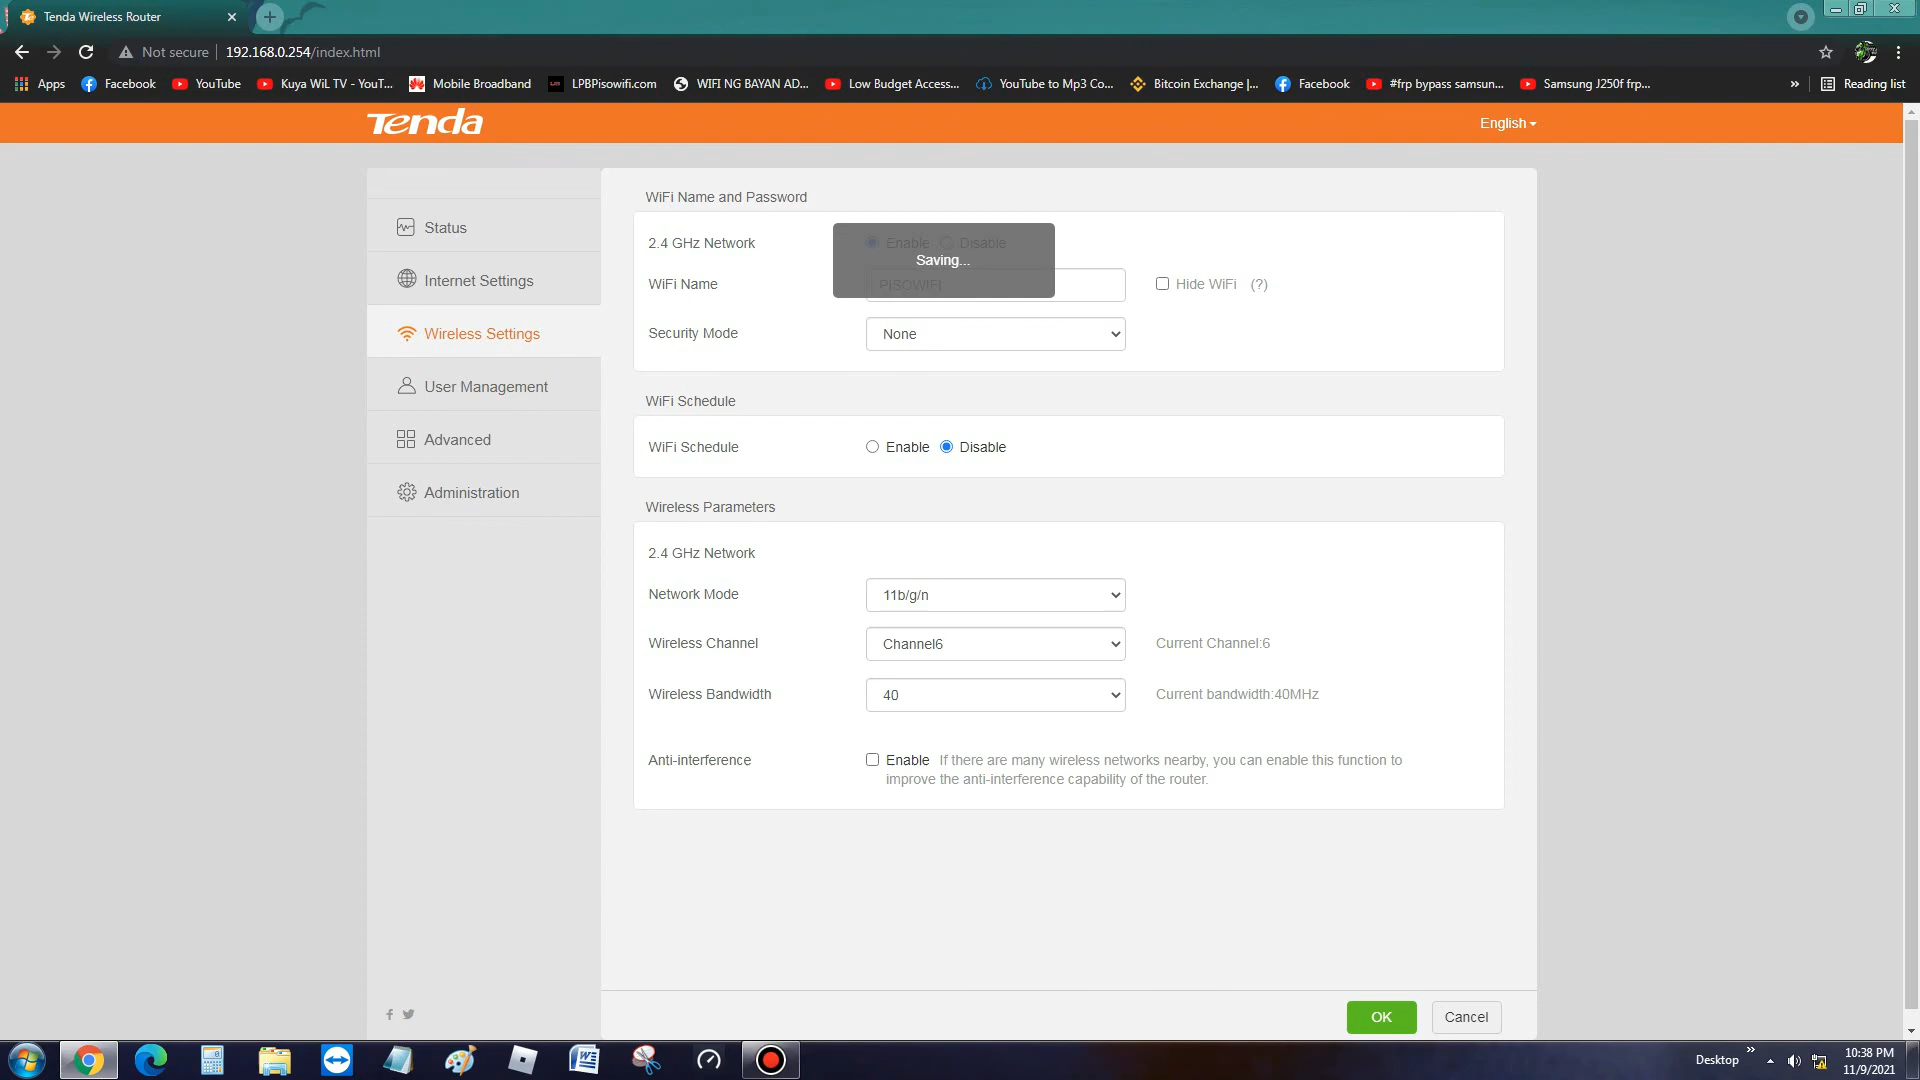 Tenda Wireless Router
Not secure 192.168.0.254/index.html
Apps Facebook YouTube Kuya WiL TV - YouT... Mobile Broadband LPBPisowifi.com WIFI NG BAYAN AD... Low Budget Access... YouTube to Mp3 Co... Bitcoin Exchange |... Facebook #frp bypass samsun... Samsung J250f frp... » Reading list
Tenda English
WiFi Name and Password
Status
2.4 GHz Network Enable Disable
Saving...
Internet Settings
WiFi Name PISOWIFI Hide WiFi (?)
Wireless Settings
Security Mode None
User Management
WiFi Schedule
Advanced
WiFi Schedule Enable Disable
Administration
Wireless Parameters
2.4 GHz Network
Network Mode 11b/g/n
Wireless Channel Channel6 Current Channel:6
Wireless Bandwidth 40 Current bandwidth:40MHz
Anti-interference Enable If there are many wireless networks nearby, you can enable this function to
improve the anti-interference capability of the router.
OK Cancel
Desktop » 10:38 PM
11/9/2021